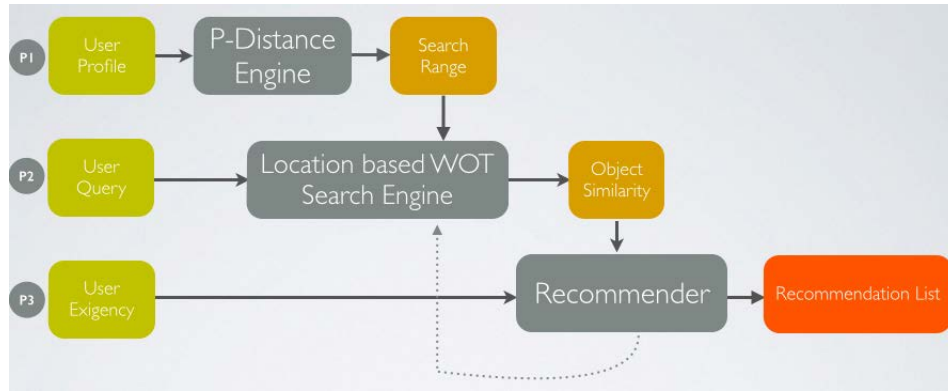 P1
User
Profile
P-Distance
Engine
Search
Range
P2
User
Query
Location based WOT
Search Engine
Object
Similarity
P3
User
Exigency
Recommender
Recommendation List